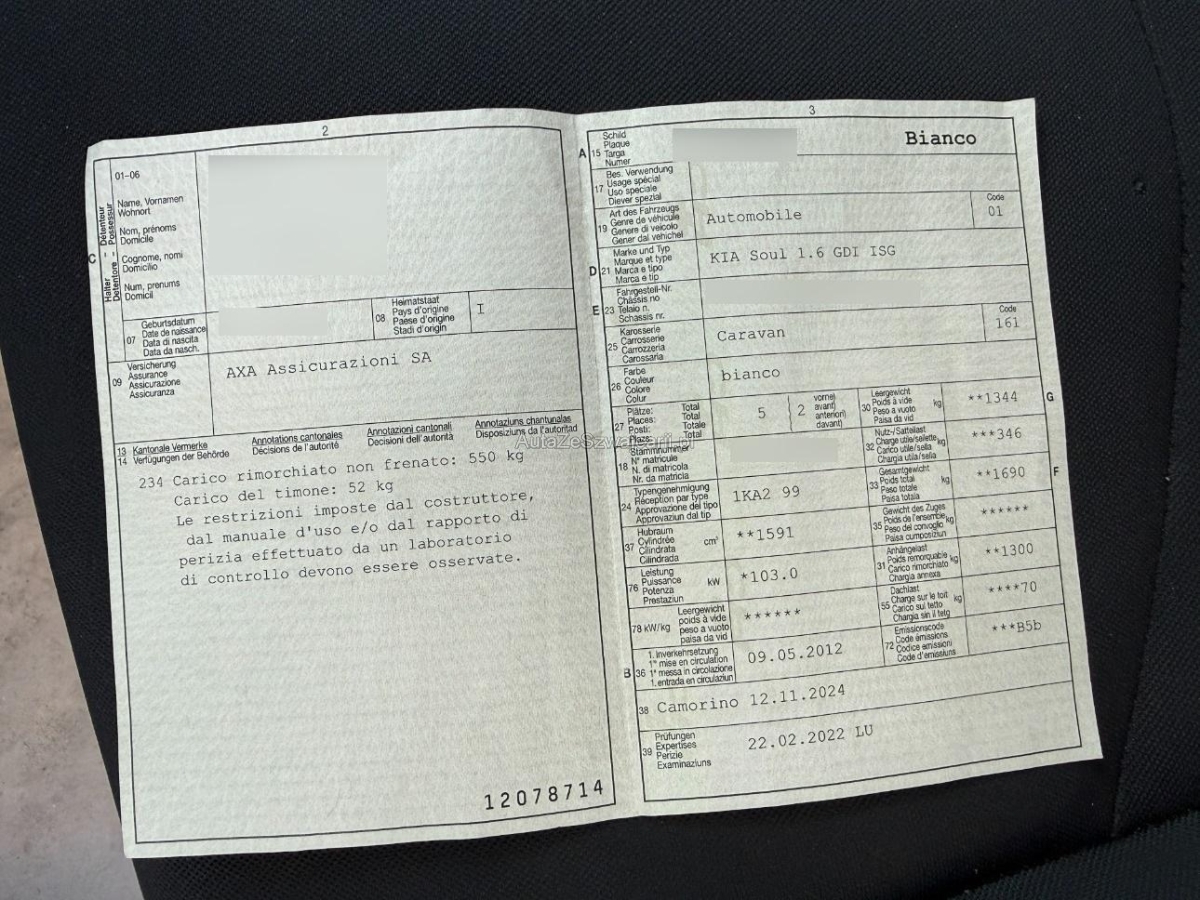 2
01-06
Name, Vornamen
Wohnort
Nom, prénoms
Domicile
Cognome, nomi
Domicilio
Num, prenums
Domicil
C
Halter - Détenteur
Detentore - Possessur
07
Geburtsdatum
Date de naissance
Data di nascita
Data da nasch.
08
Heimatstaat
Pays d'origine
Paese d'origine
Stadi d'origin
I
09
Versicherung
Assurance
Assicurazione
Assicuranza
AXA Assicurazioni SA
13 Kantonale Vermerke
14 Verfügungen der Behörde
Annotations cantonales
Décisions de l'autorité
Annotazioni cantonali
Decisioni dell'autorità
Annotaziuns chantunalas
Disposiziuns da l'autoritad
234 Carico rimorchiato non frenato: 550 kg
Carico del timone: 52 kg
Le restrizioni imposte dal costruttore,
dal manuale d'uso e/o dal rapporto di
perizia effettuato da un laboratorio
di controllo devono essere osservate.
12078714
3
A 15
Schild
Plaque
Targa
Numer
Bianco
17
Bes. Verwendung
Usage spécial
Uso speciale
Diever spezial
19
Art des Fahrzeugs
Genre de véhicule
Genere di veicolo
Gener dal vehichel
Automobile
Code
01
D 21
Marke und Typ
Marque et type
Marca e tipo
Marca e tip
KIA Soul 1.6 GDI ISG
E 23
Fahrgestell-Nr.
Châssis no
Telaio n.
Schassis nr.
25
Karosserie
Carrosserie
Carrozzeria
Carossaria
Caravan
Code
161
26
Farbe
Couleur
Colore
Colur
bianco
27
Plätze: Total
Places: Total
Posti: Totale
Plazs: Total
5
2
vorne)
avant)
anteriori)
davant)
30
Leergewicht
Poids à vide
Peso a vuoto
Paisa da vid
kg
**1344
G
18
Stammnummer
N° matricule
N. di matricola
Nr. da matricla
32
Nutz-/Sattellast
Charge utile/sellette
Carico utile/sella
Chargia utila/sella
kg
***346
24
Typengenehmigung
Réception par type
Approvazione del tipo
Approvaziun dal tip
1KA2 99
33
Gesamtgewicht
Poids total
Peso totale
Paisa totala
kg
**1690
F
37
Hubraum
Cylindrée
Cilindrata
Cilindrada
cm³
**1591
35
Gewicht des Zuges
Poids de l'ensemble
Peso del convoglio
Paisa cumposiziun
kg
******
76
Leistung
Puissance
Potenza
Prestaziun
kW
*103.0
31
Anhängelast
Poids remorquable
Carico rimorchiato
Chargia annexa
kg
**1300
78 kW/kg
Leergewicht
poids à vide
peso a vuoto
paisa da vid
******
55
Dachlast
Charge sur le toit
Carico sul tetto
Chargia sin il tetg
kg
****70
B 36
1. Inverkehrsetzung
1re mise en circulation
1a messa in circolazione
1. entrada en circulaziun
09.05.2012
72
Emissionscode
Code émissions
Codice emissioni
Code d'emissiuns
***B5b
38 Camorino 12.11.2024
39
Prüfungen
Expertises
Perizie
Examinaziuns
22.02.2022 LU
AutaZeSzwajcarii.pl